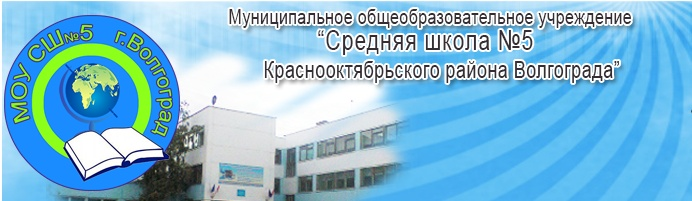 Муниципальное общеобразовательное учреждение
“Средняя школа №5
Краснооктябрьского района Волгограда”
МОУ СШ№5 г.Волгоград